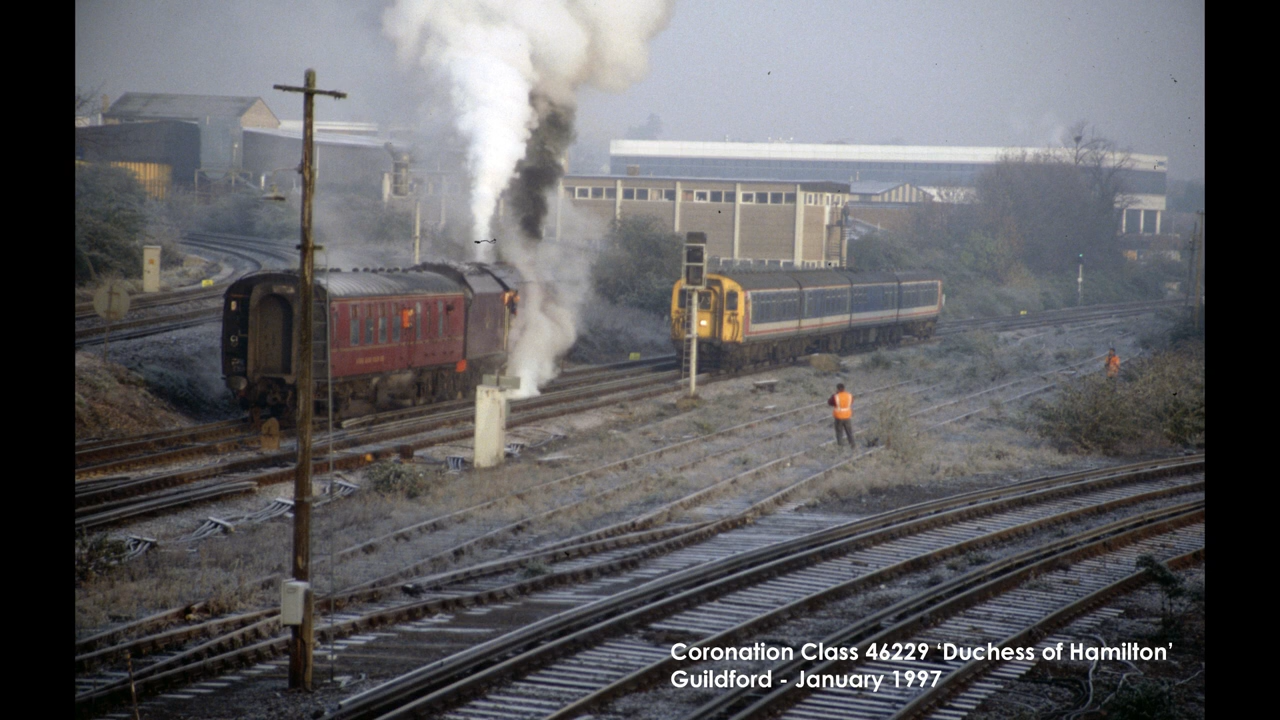 Coronation Class 46229 ‘Duchess of Hamilton’
Guildford - January 1997